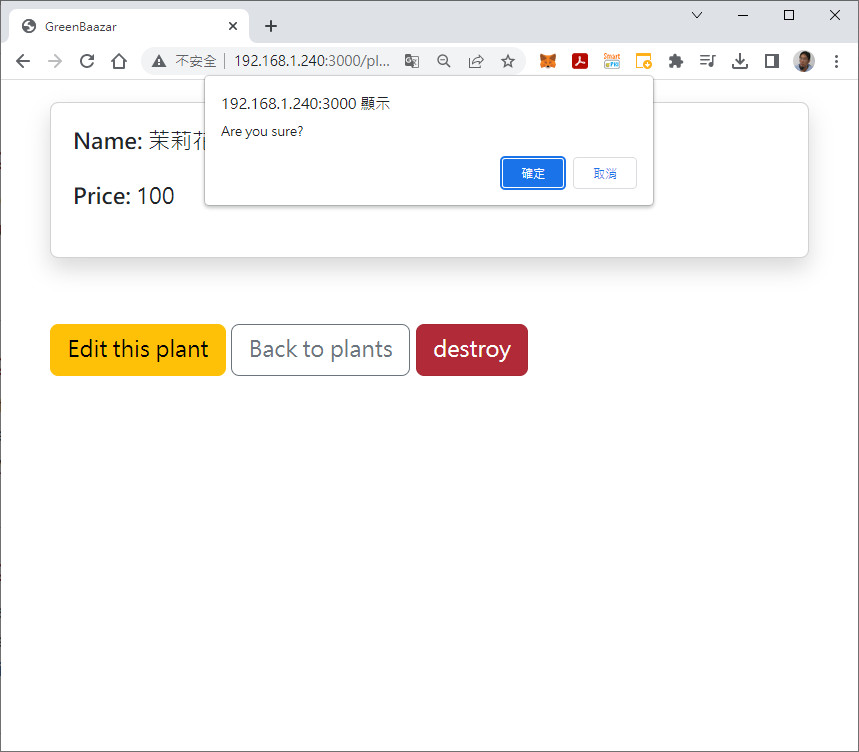 GreenBaazar
不安全 192.168.1.240:3000/pl...
192.168.1.240:3000 顯示
Are you sure?
確定 取消
Name: 茉莉花
Price: 100
Edit this plant Back to plants destroy